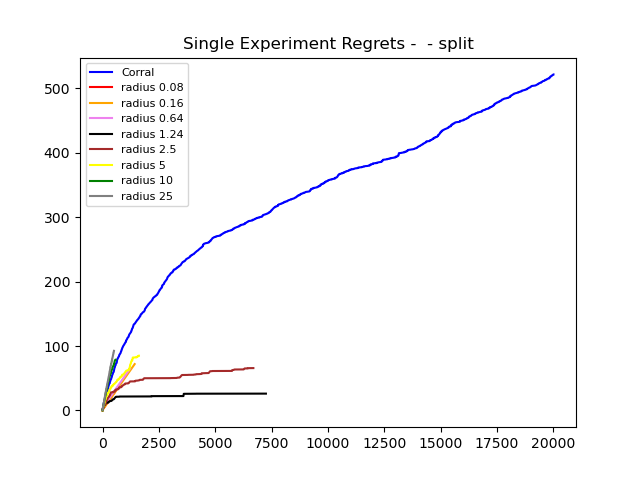 Single Experiment Regrets -  - split
Corral
radius 0.08
radius 0.16
radius 0.64
radius 1.24
radius 2.5
radius 5
radius 10
radius 25
500
400
300
200
100
0
0 2500 5000 7500 10000 12500 15000 17500 20000